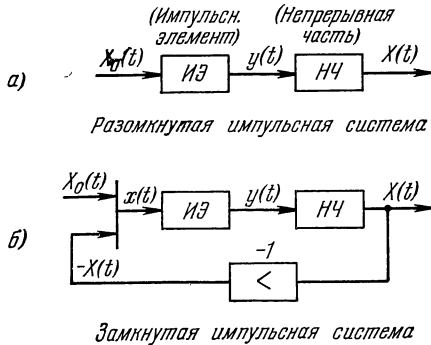 (Импульсн. элемент)
(Непрерывная часть)
а)
X₀(t)
ИЭ
y(t)
НЧ
X(t)
Разомкнутая импульсная система
б)
X₀(t)
x(t)
ИЭ
y(t)
НЧ
X(t)
-X(t)
-1
<
Замкнутая импульсная система